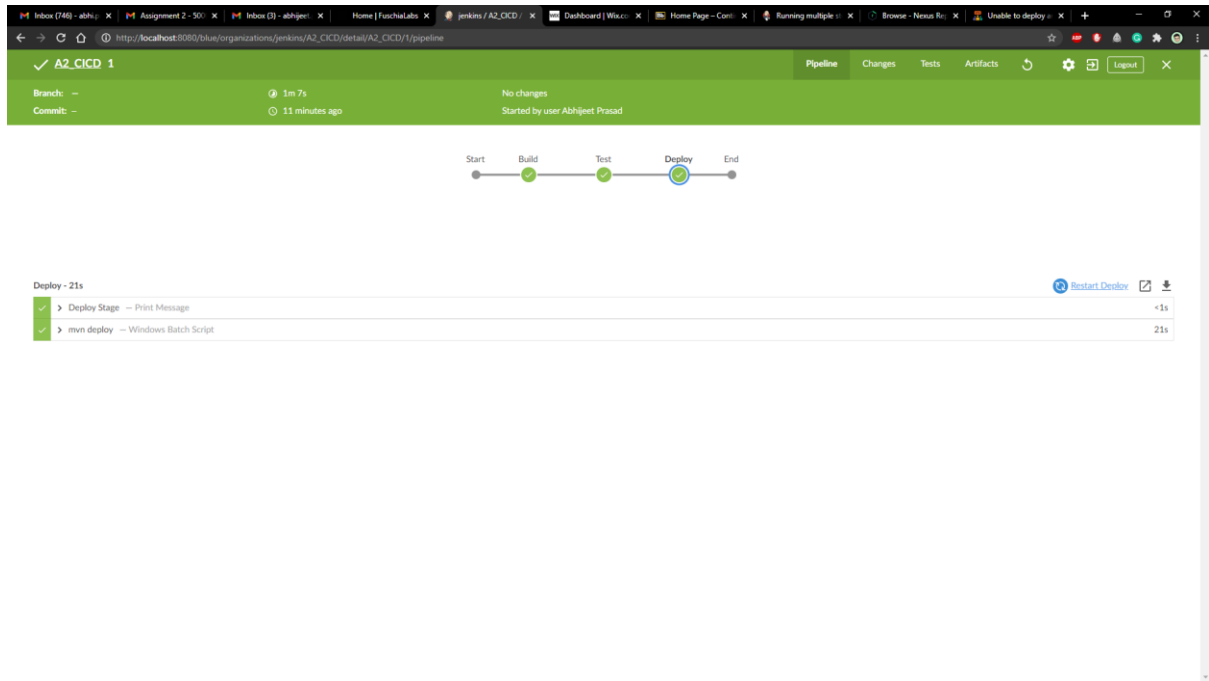 Inbox (746) - abhi.p
Assignment 2 - 500
Inbox (3) - abhijeet.
Home | FuschiaLabs
jenkins / A2_CICD /
Dashboard | Wix.co
Home Page – Conti
Running multiple st
Browse - Nexus Re
Unable to deploy a
http://localhost:8080/blue/organizations/jenkins/A2_CICD/detail/A2_CICD/1/pipeline
A2_CICD 1
Pipeline Changes Tests Artifacts Logout
Branch: — 1m 7s No changes
Commit: – 11 minutes ago Started by user Abhijeet Prasad
Start Build Test Deploy End
Deploy - 21s Restart Deploy
Deploy Stage — Print Message <1s
mvn deploy — Windows Batch Script 21s